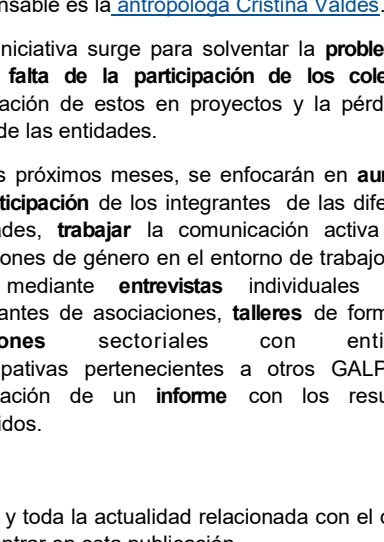 nsable es la antropóloga Cristina Valdés.
niciativa surge para solventar la proble
falta de la participación de los cole
ación de estos en proyectos y la pérd
de las entidades.
s próximos meses, se enfocarán en au
ticipación de los integrantes de las dife
ades, trabajar la comunicación activa
ones de género en el entorno de trabajo
mediante entrevistas individuales
antes de asociaciones, talleres de form
ones sectoriales con enti
pativas pertenecientes a otros GALP
ación de un informe con los resu
idos.
y toda la actualidad relacionada con el
ntrar en esta publicación